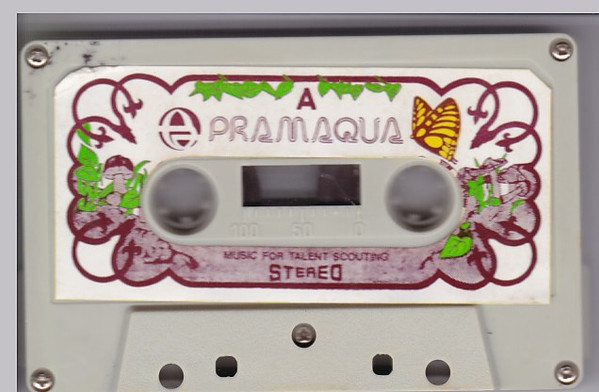 A
PRAMAQUA
100 50 0
MUSIC FOR TALENT SCOUTING
STEREO